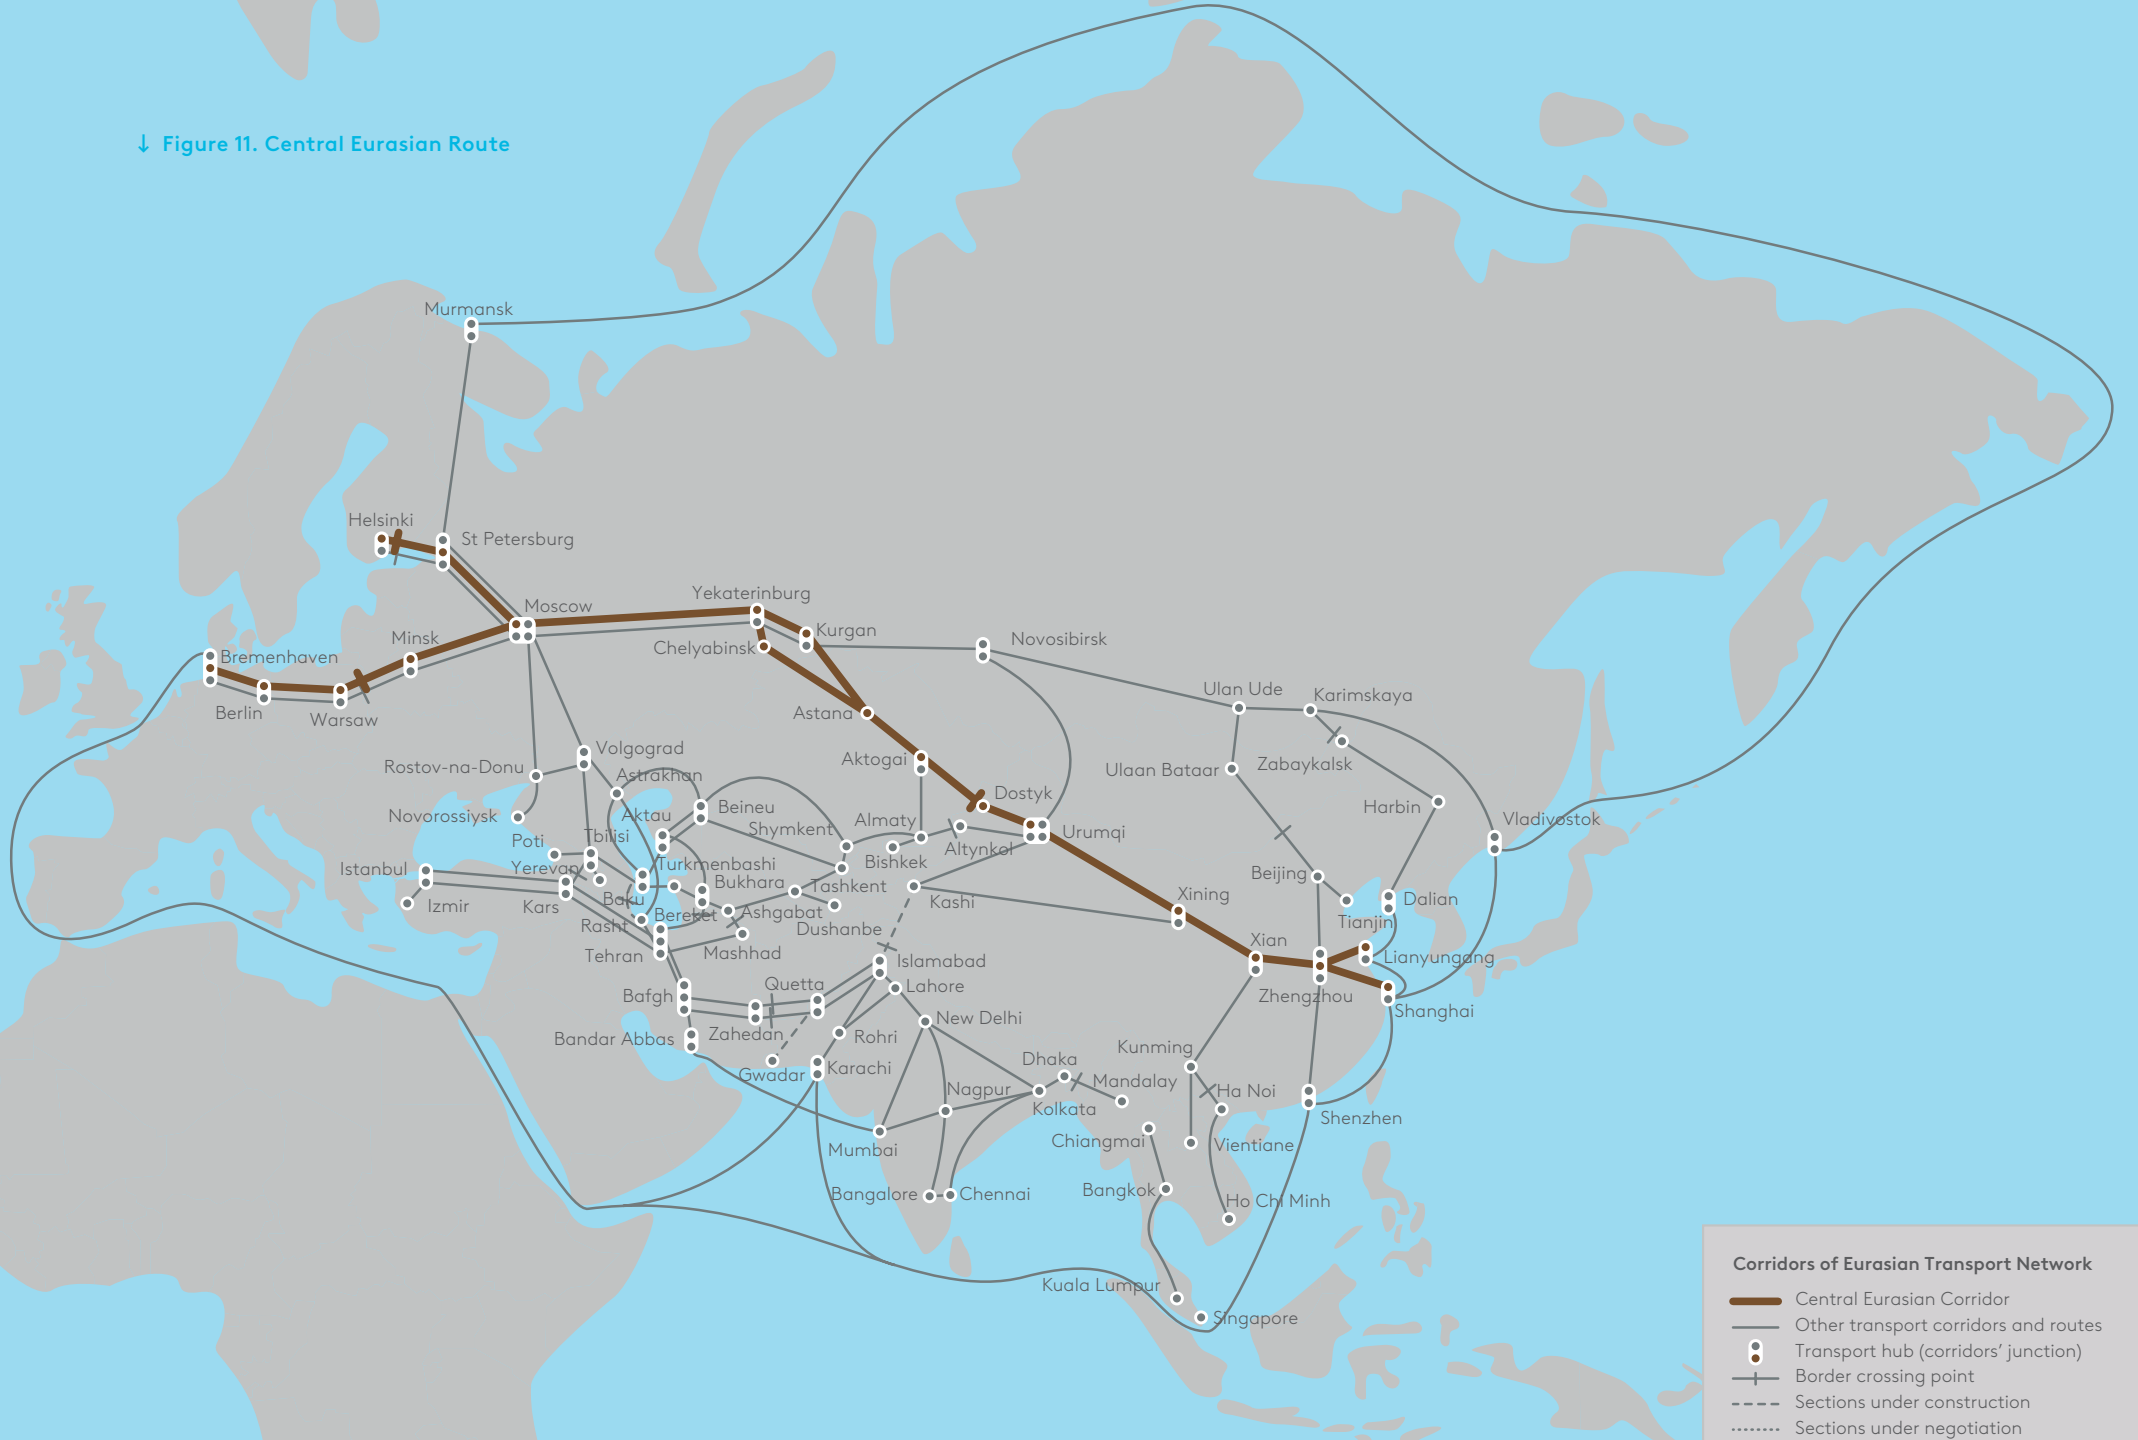 ↓ Figure 11. Central Eurasian Route
Murmansk
Helsinki
St Petersburg
Yekaterinburg
Moscow
Kurgan
Minsk
Novosibirsk
Chelyabinsk
Bremenhaven
Ulan Ude
Karimskaya
Berlin
Warsaw
Astana
Volgograd
Aktogai
Rostov-na-Donu
Astrakhan
Ulaan Bataar
Zabaykalsk
Dostyk
Beineu
Harbin
Novorossiysk
Aktau
Almaty
Vladivostok
Shymkent
Urumqi
Poti
Tbilisi
Altynkol
Bishkek
Istanbul
Yerevan
Turkmenbashi
Beijing
Bukhara
Tashkent
Xining
Baku
Kashi
Dalian
Izmir
Kars
Bereket
Ashgabat
Tianjin
Rasht
Dushanbe
Xian
Tehran
Mashhad
Islamabad
Lianyungang
Quetta
Lahore
Bafgh
Zhengzhou
Shanghai
New Delhi
Zahedan
Rohri
Bandar Abbas
Kunming
Dhaka
Karachi
Gwadar
Mandalay
Nagpur
Ha Noi
Kolkata
Shenzhen
Chiangmai
Vientiane
Mumbai
Bangkok
Bangalore
Chennai
Ho Chi Minh
Kuala Lumpur
Singapore
Corridors of Eurasian Transport Network
Central Eurasian Corridor
Other transport corridors and routes
Transport hub (corridors’ junction)
Border crossing point
Sections under construction
Sections under negotiation